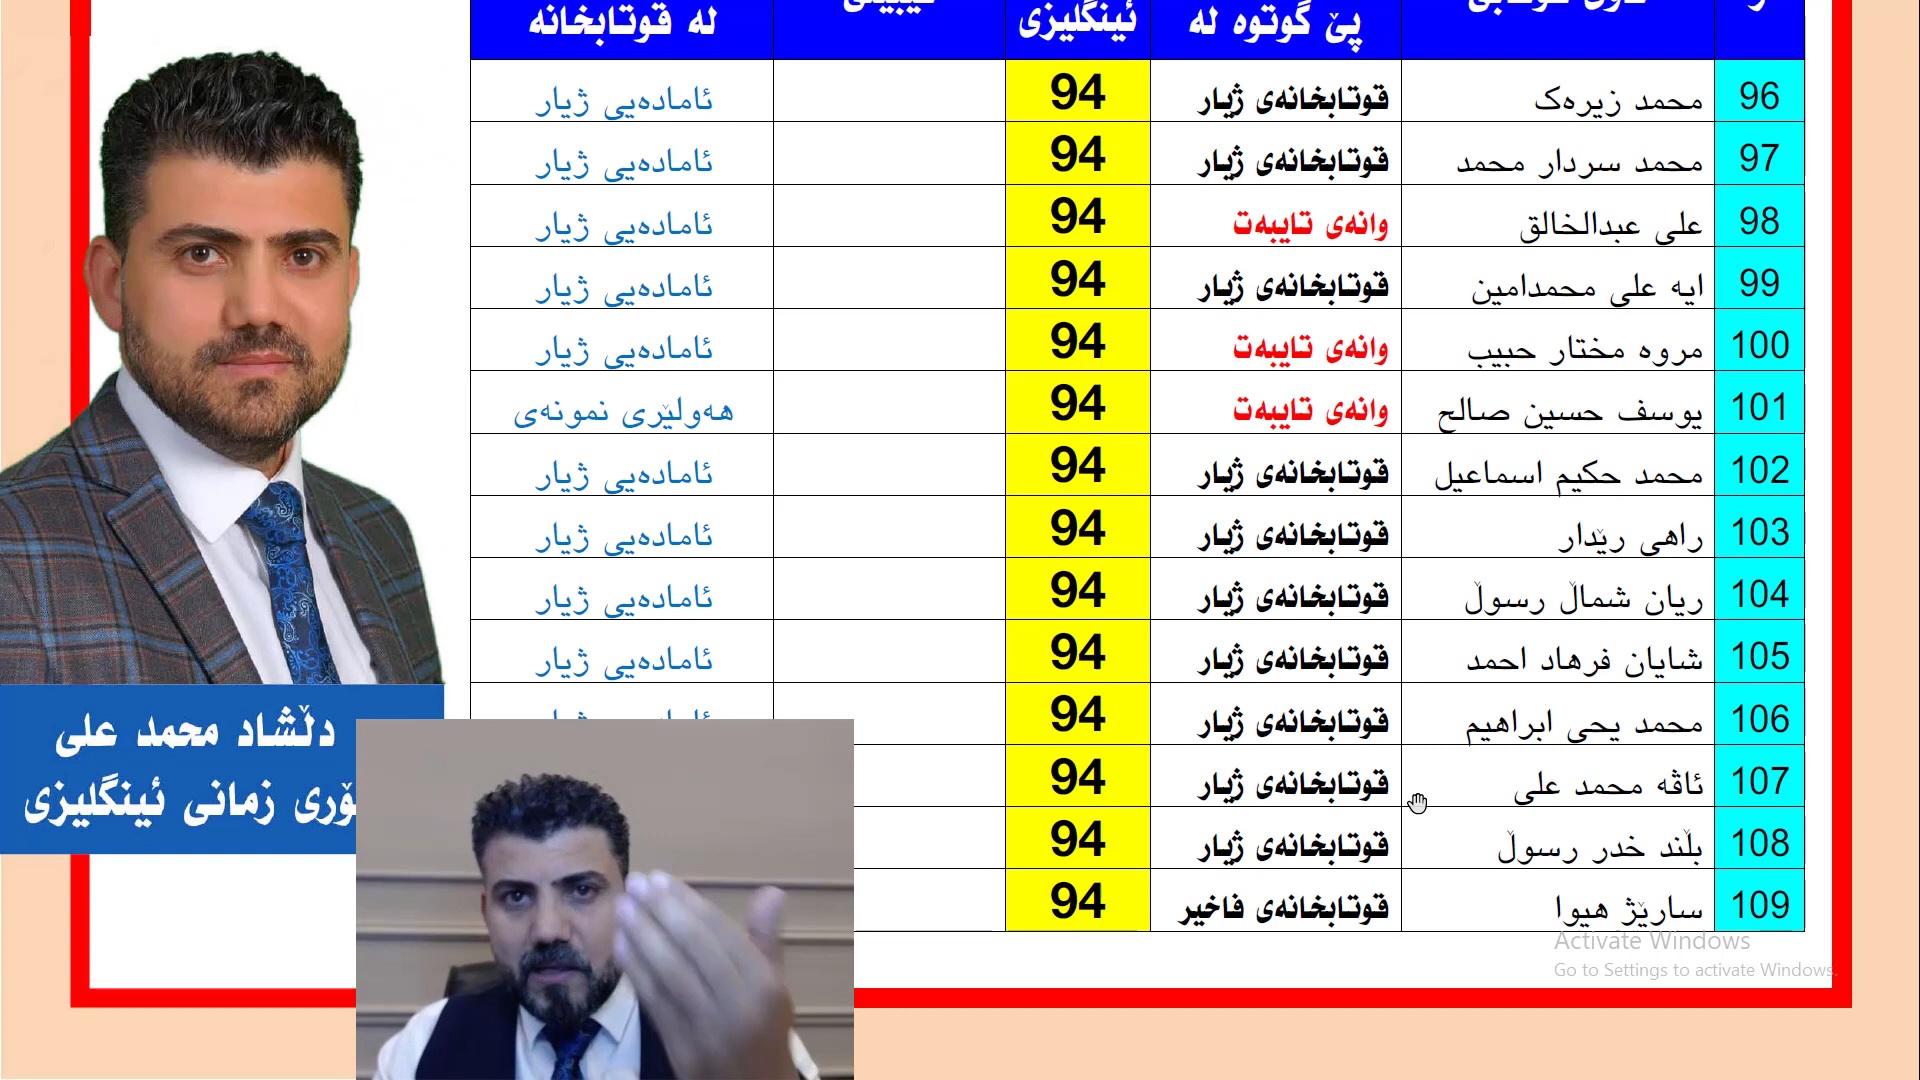 پێ گوتوه له ئینگلیزی له قوتابخانه
96 محمد زیرەک قوتابخانەی ژیار 94 ئامادەیی ژیار
97 محمد سردار محمد قوتابخانەی ژیار 94 ئامادەیی ژیار
98 علی عبدالخالق وانەی تایبەت 94 ئامادەیی ژیار
99 ایه علی محمدامین قوتابخانەی ژیار 94 ئامادەیی ژیار
100 مروه مختار حبیب وانەی تایبەت 94 ئامادەیی ژیار
101 یوسف حسین صالح وانەی تایبەت 94 هەولێری نمونەی
102 محمد حکیم اسماعیل قوتابخانەی ژیار 94 ئامادەیی ژیار
103 راهی رێدار قوتابخانەی ژیار 94 ئامادەیی ژیار
104 ریان شماڵ رسوڵ قوتابخانەی ژیار 94 ئامادەیی ژیار
105 شایان فرهاد احمد قوتابخانەی ژیار 94 ئامادەیی ژیار
106 محمد یحی ابراهیم قوتابخانەی ژیار 94
107 ئاڤە محمد علی قوتابخانەی ژیار 94
108 بڵند خدر رسوڵ قوتابخانەی ژیار 94
109 سارێژ هیوا قوتابخانەی فاخیر 94
دڵشاد محمد علی
زمانی ئینگلیزی
Activate Windows
Go to Settings to activate Windows.